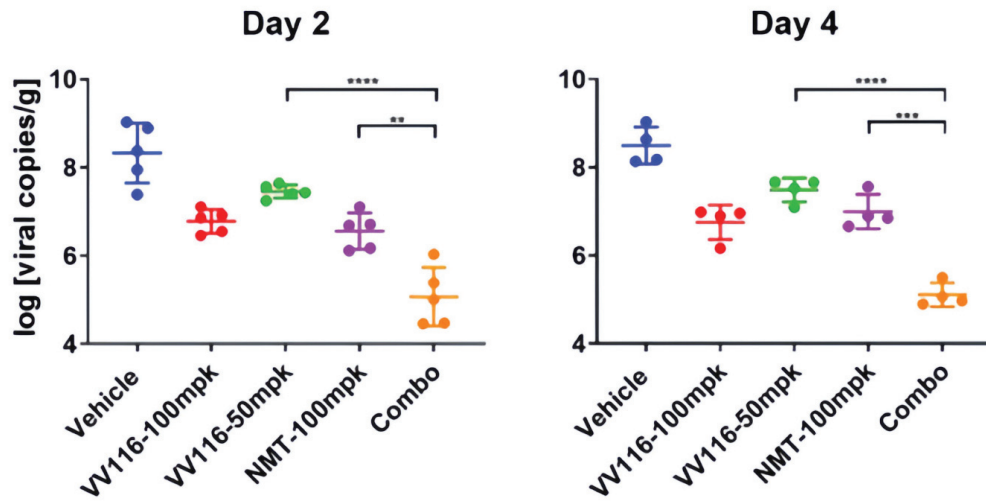 Day 2
Day 4
log [viral copies/g]
10
8
6
4
****
**
Vehicle
VV116-100mpk
VV116-50mpk
NMT-100mpk
Combo
10
8
6
4
****
***
Vehicle
VV116-100mpk
VV116-50mpk
NMT-100mpk
Combo